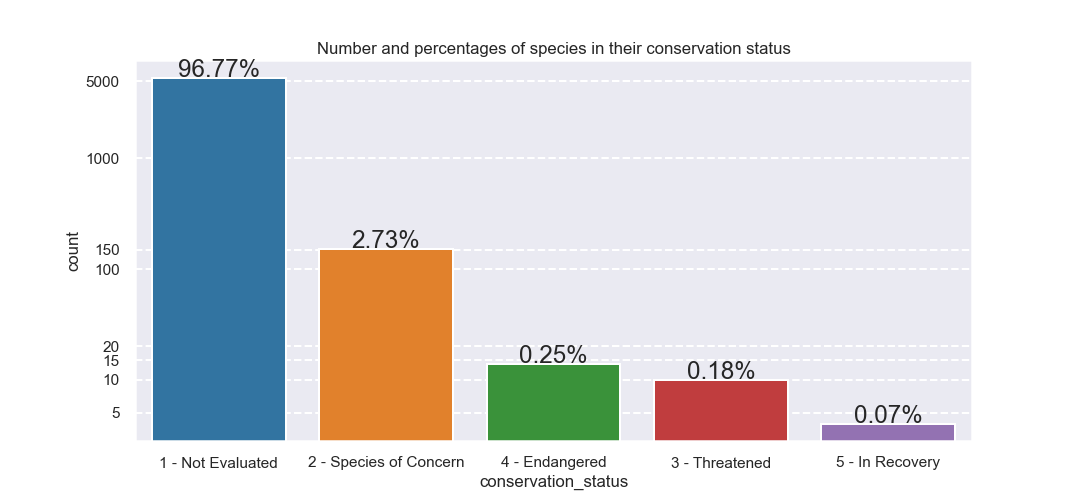 Number and percentages of species in their conservation status
96.77%
5000
1000
2.73%
150
100
count
0.25%
20
15
0.18%
10
0.07%
5
1 - Not Evaluated
2 - Species of Concern
4 - Endangered
3 - Threatened
5 - In Recovery
conservation_status